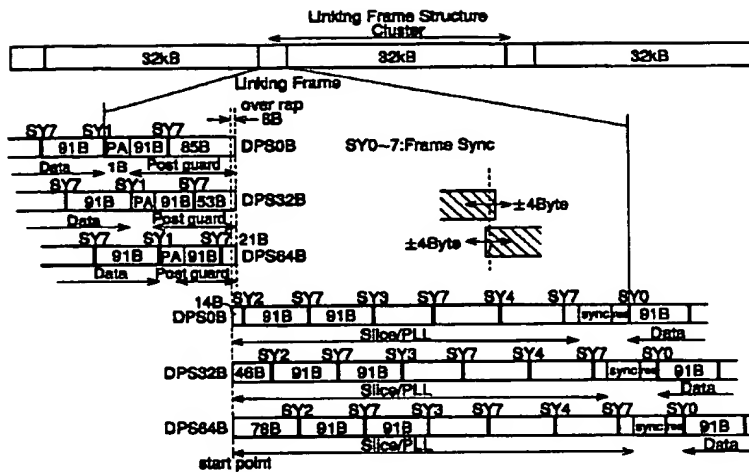 Linking Frame Structure
Cluster
32kB 32kB 32kB
Linking Frame
over rap
8B
SY7 SY1 SY7
91B PA 91B 85B DPS0B
SY0~7:Frame Sync
Data 1B Post guard
SY7 SY1 SY7
91B PA 91B 53B DPS32B
±4Byte
Data Post guard
±4Byte
SY7 SY1 SY7 21B
91B PA 91B DPS64B
Data Post guard
14B SY2 SY7 SY3 SY7 SY4 SY7 SY0
DPS0B 91B 91B sync res 91B
Slice/PLL Data
SY2 SY7 SY3 SY7 SY4 SY7 SY0
DPS32B 46B 91B 91B sync res 91B
Slice/PLL Data
SY2 SY7 SY3 SY7 SY4 SY7 SY0
DPS64B 78B 91B 91B sync res 91B
Slice/PLL Data
start point